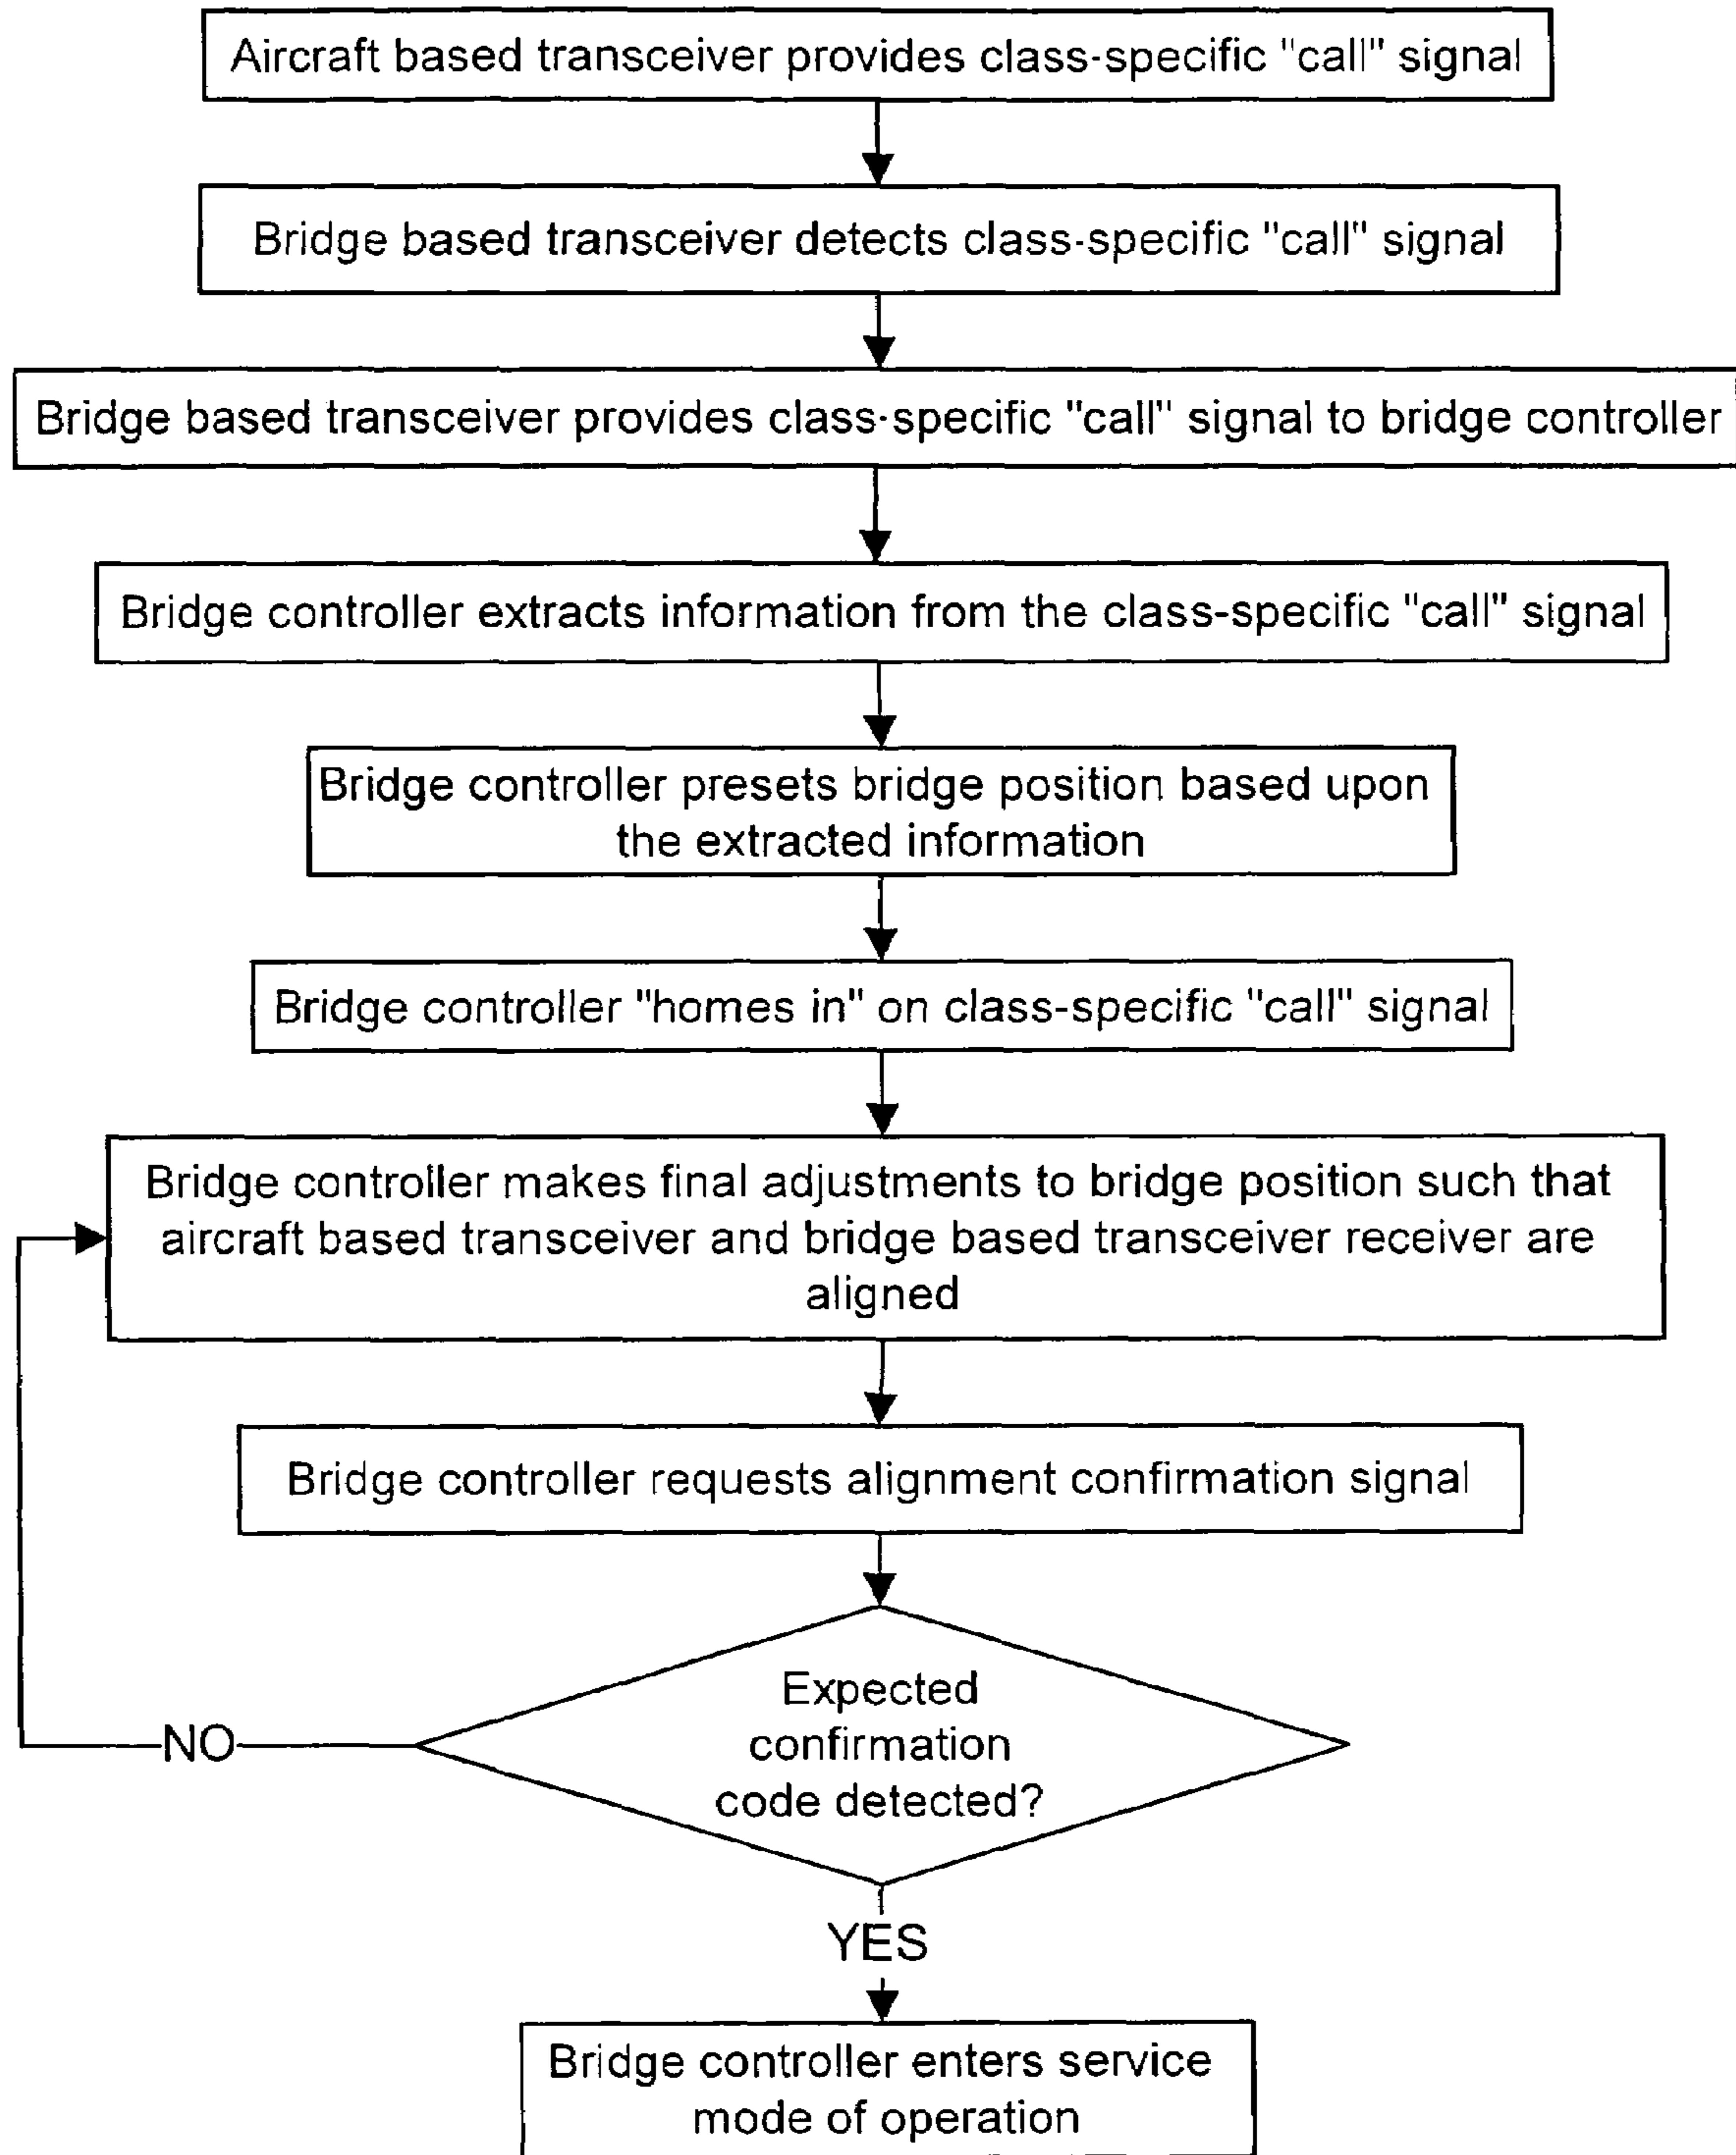 Aircraft based transceiver provides class-specific "call" signal
Bridge based transceiver detects class-specific "call" signal
Bridge based transceiver provides class-specific "call" signal to bridge controller
Bridge controller extracts information from the class-specific "call" signal
Bridge controller presets bridge position based upon
the extracted information
Bridge controller "homes in" on class-specific "call" signal
Bridge controller makes final adjustments to bridge position such that
aircraft based transceiver and bridge based transceiver receiver are
aligned
Bridge controller requests alignment confirmation signal
Expected
confirmation
code detected?
NO
YES
Bridge controller enters service
mode of operation